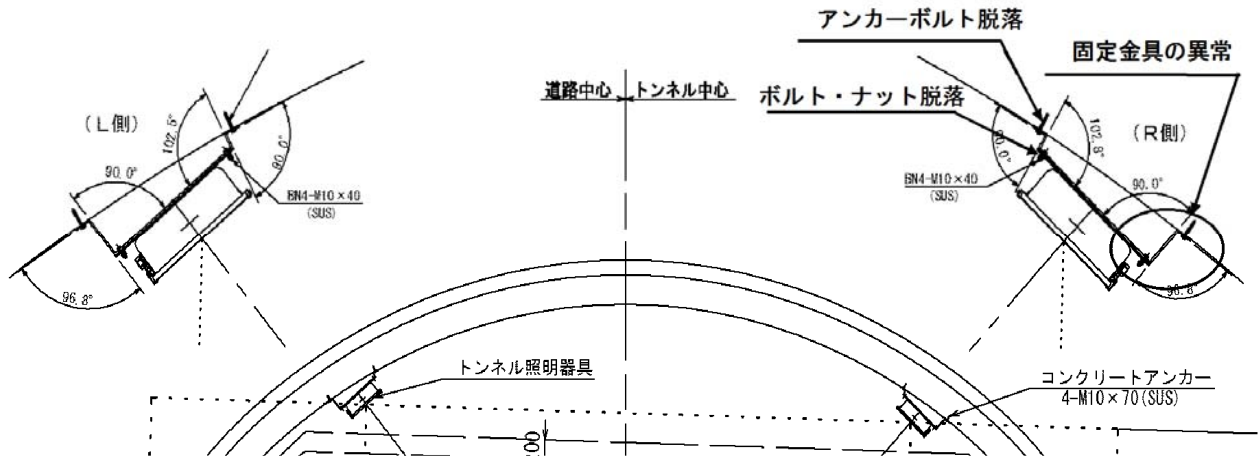 アンカーボルト脱落
固定金具の異常
道路中心
トンネル中心
ボルト・ナット脱落
(L側)
(R側)
102.5°
90.0°
90.0°
BN4-M10×40
(SUS)
96.8°
90.0°
102.8°
90.0°
BN4-M10×40
(SUS)
96.8°
トンネル照明器具
コンクリートアンカー
4-M10×70(SUS)